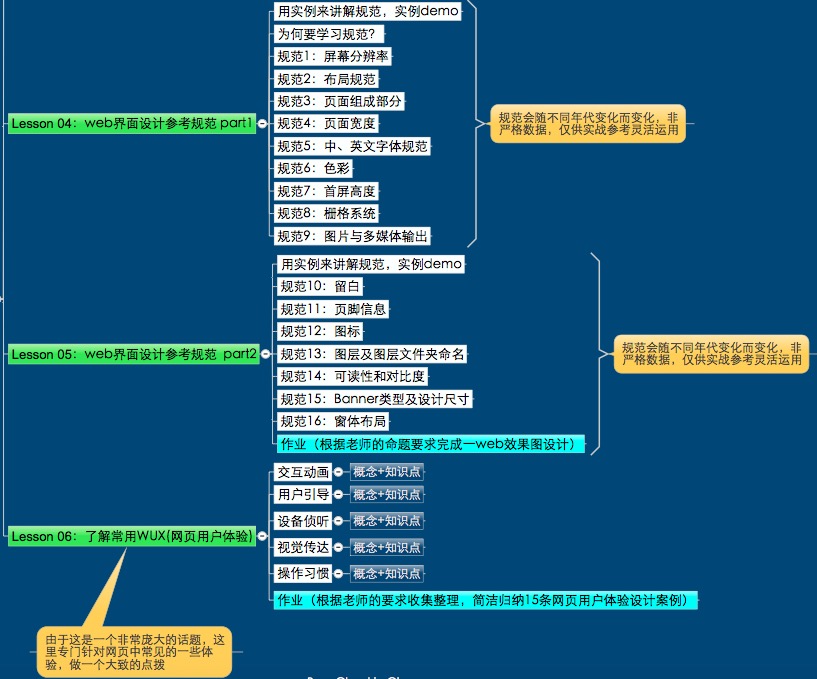 用实例来讲解规范，实例demo
为何要学习规范？
规范1：屏幕分辨率
规范2：布局规范
规范3：页面组成部分
Lesson 04：web界面设计参考规范 part1
规范4：页面宽度
规范5：中、英文字体规范
规范6：色彩
规范7：首屏高度
规范8：栅格系统
规范9：图片与多媒体输出
规范会随不同年代变化而变化，非
严格数据，仅供实战参考灵活运用
用实例来讲解规范，实例demo
规范10：留白
规范11：页脚信息
规范12：图标
Lesson 05：web界面设计参考规范 part2
规范13：图层及图层文件夹命名
规范14：可读性和对比度
规范15：Banner类型及设计尺寸
规范16：窗体布局
作业（根据老师的命题要求完成一web效果图设计）
规范会随不同年代变化而变化，非
严格数据，仅供实战参考灵活运用
交互动画 概念+知识点
用户引导 概念+知识点
设备侦听 概念+知识点
Lesson 06：了解常用WUX(网页用户体验)
视觉传达 概念+知识点
操作习惯 概念+知识点
作业（根据老师的要求收集整理，简洁归纳15条网页用户体验设计案例）
由于这是一个非常庞大的话题，这
里专门针对网页中常见的一些体
验，做一个大致的点拨